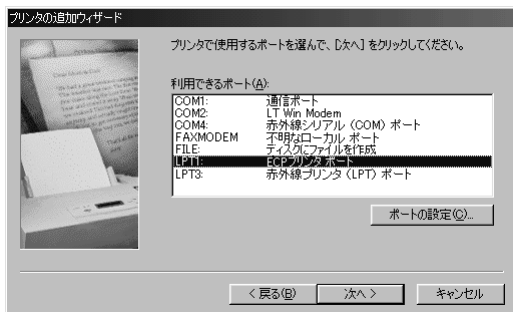 プリンタの追加ウィザード
プリンタで使用するポートを選んで、[次へ] をクリックしてください。
利用できるポート(A):
COM1: 通信ポート
COM2: LT Win Modem
COM4: 赤外線シリアル (COM) ポート
FAXMODEM 不明なローカル ポート
FILE: ディスクにファイルを作成
LPT1: ECPプリンタ ポート
LPT3: 赤外線プリンタ (LPT) ポート
ポートの設定(C)...
< 戻る(B)
次へ >
キャンセル